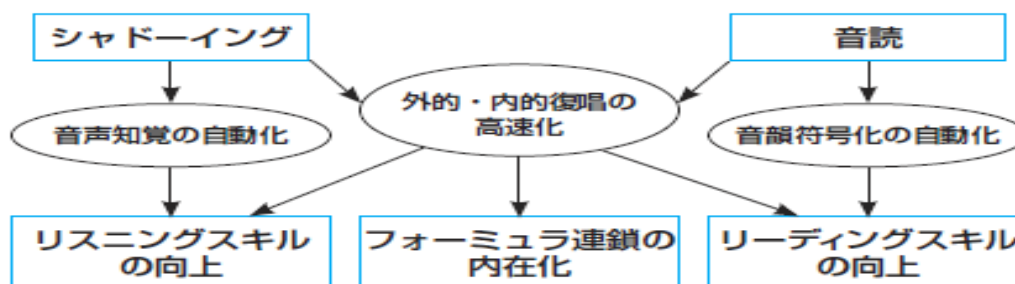 シャドーイング
音読
外的・内的復唱の
高速化
音声知覚の自動化
音韻符号化の自動化
リスニングスキル
の向上
フォーミュラ連鎖の
内在化
リーディングスキル
の向上